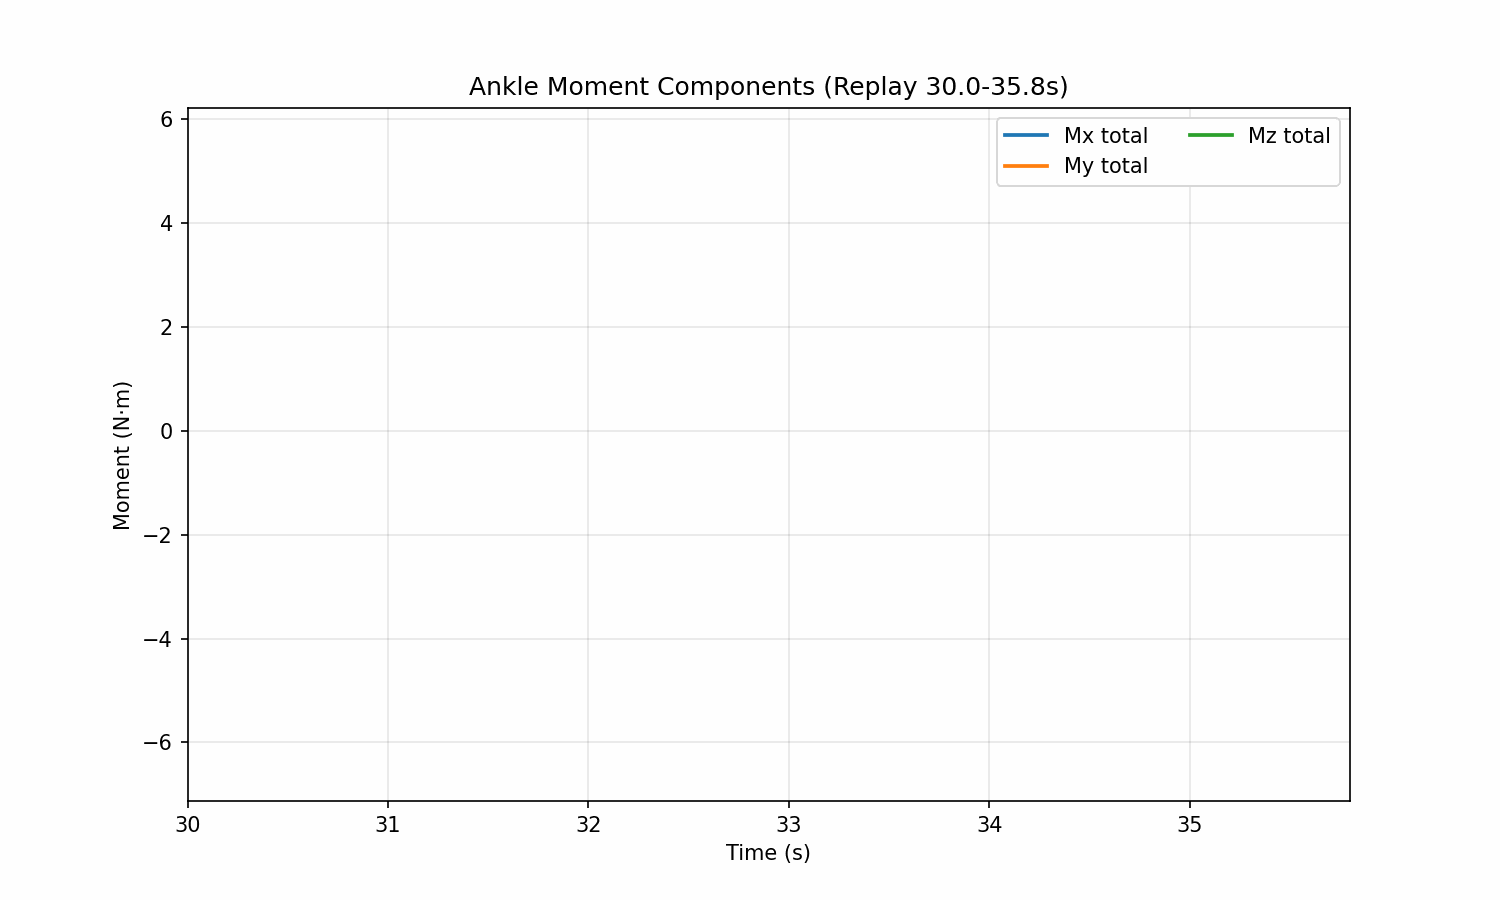 Ankle Moment Components (Replay 30.0-35.8s)
Mx total
My total
Mz total
Moment (N·m)
6
4
2
0
−2
−4
−6
30 31 32 33 34 35
Time (s)